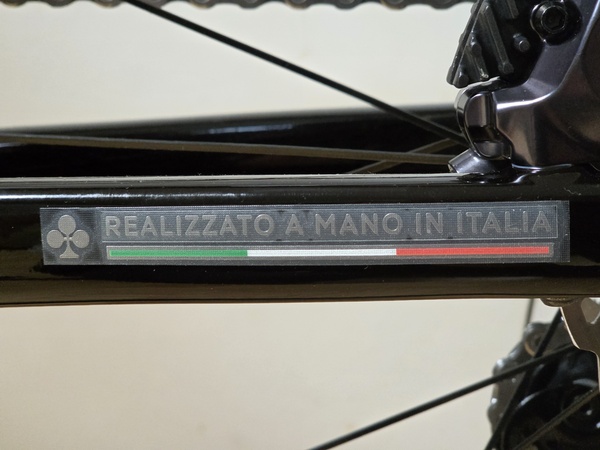 REALIZZATO A MANO IN ITALIA